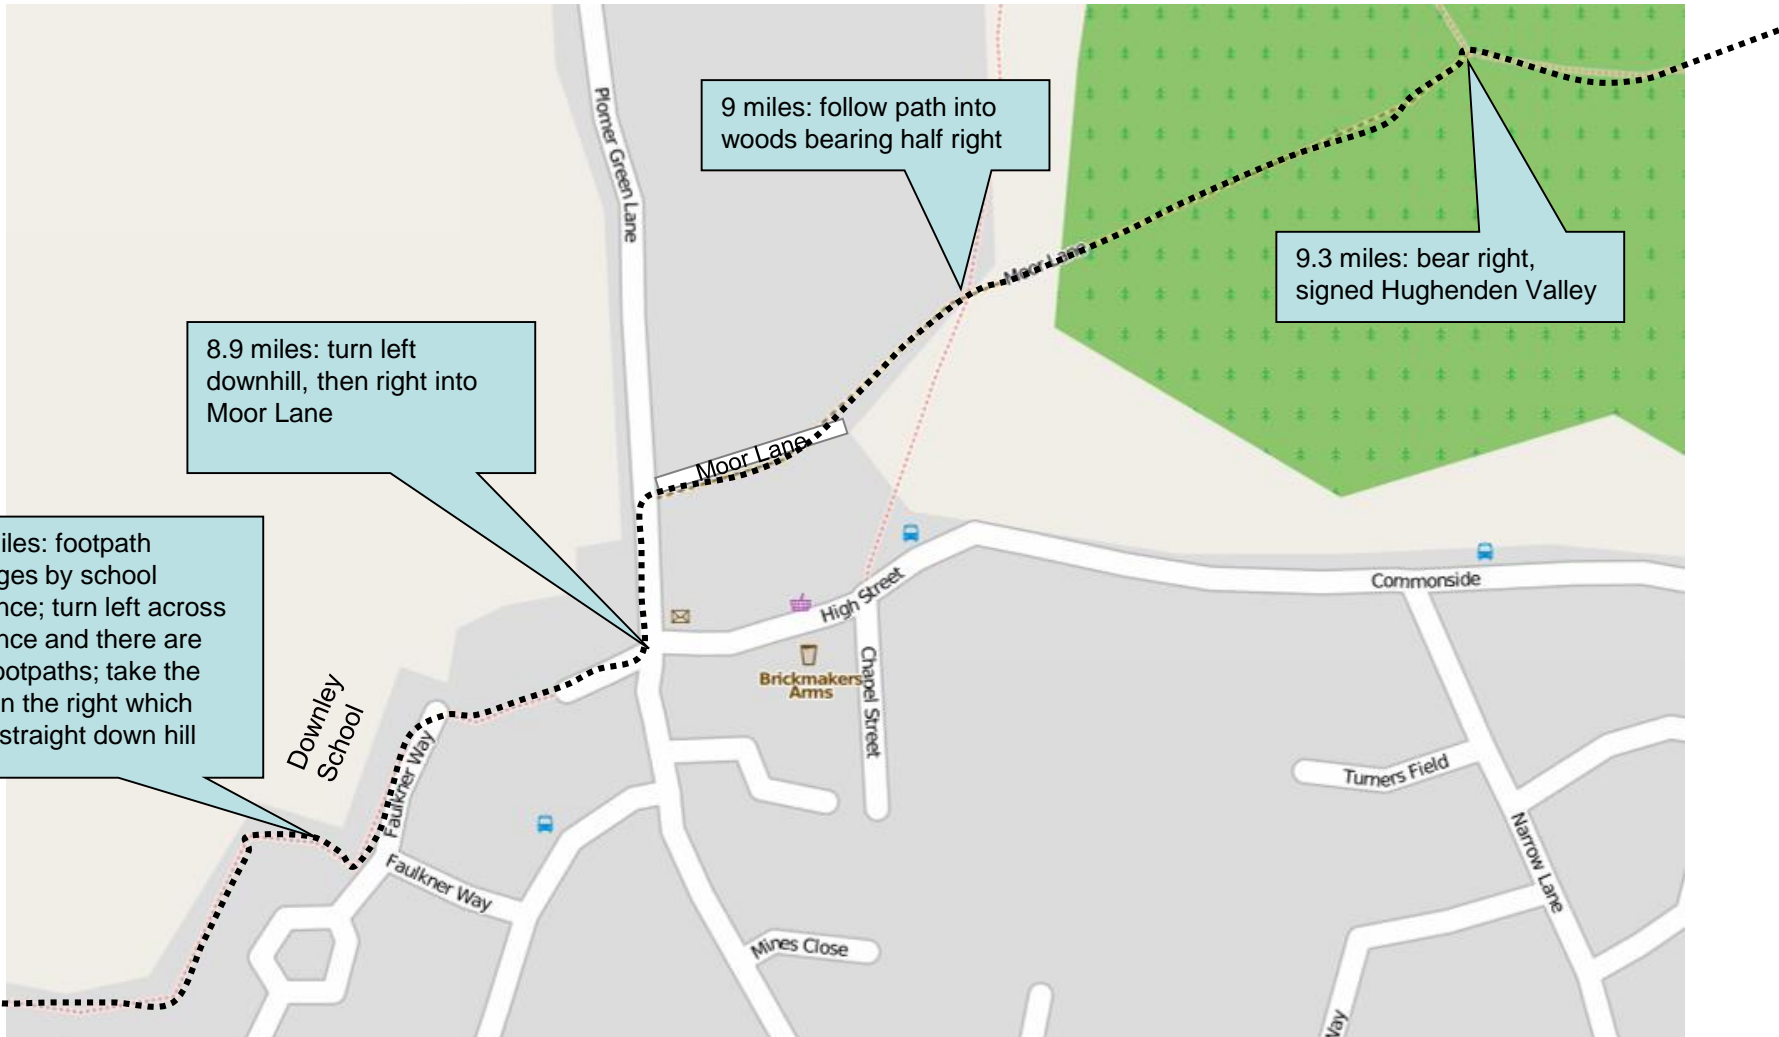 Plomer Green Lane
9 miles: follow path into
woods bearing half right
Moor Lane
9.3 miles: bear right,
signed Hughenden Valley
8.9 miles: turn left
downhill, then right into
Moor Lane
Moor Lane
iles: footpath
ges by school
nce; turn left across
nce and there are
ootpaths; take the
n the right which
straight down hill
Downley
School
High Street
Commonside
Brickmakers
Arms
Chapel Street
Faulkner Way
Faulkner Way
Turners Field
Narrow Lane
Mines Close
Way